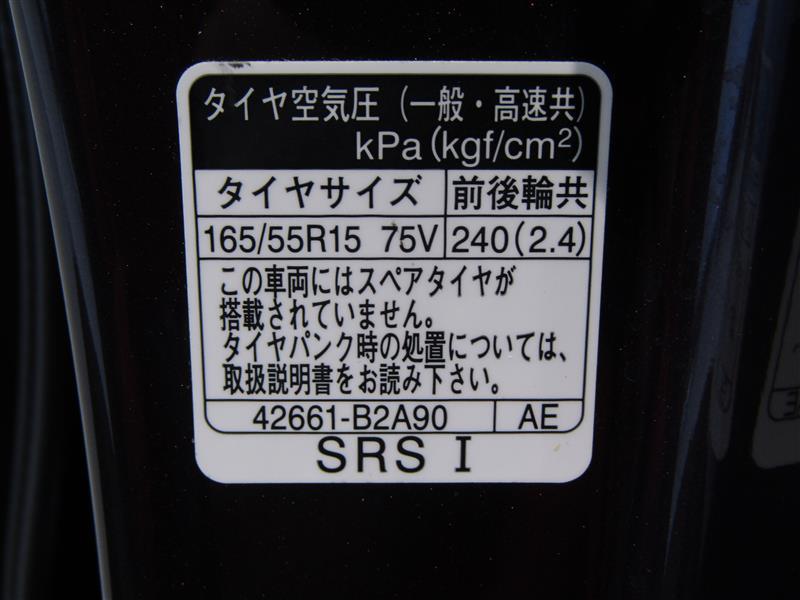 タイヤ空気圧（一般・高速共）
kPa(kgf/cm²)
タイヤサイズ 前後輪共
165/55R15 75V 240(2.4)
この車両にはスペアタイヤが
搭載されていません。
タイヤパンク時の処置については、
取扱説明書をお読み下さい。
42661-B2A90 AE
SRS I